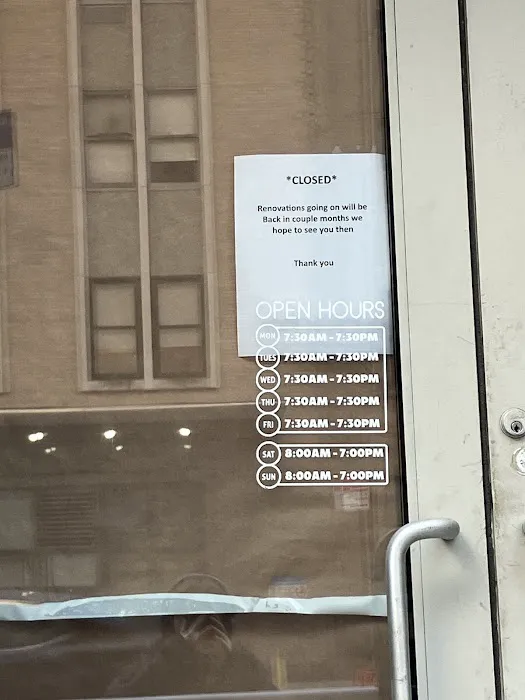 *CLOSED*
Renovations going on will be
Back in couple months we
hope to see you then
Thank you
OPEN HOURS
MON 7:30AM - 7:30PM
TUES 7:30AM - 7:30PM
WED 7:30AM - 7:30PM
THU 7:30AM - 7:30PM
FRI 7:30AM - 7:30PM
SAT 8:00AM - 7:00PM
SUN 8:00AM - 7:00PM